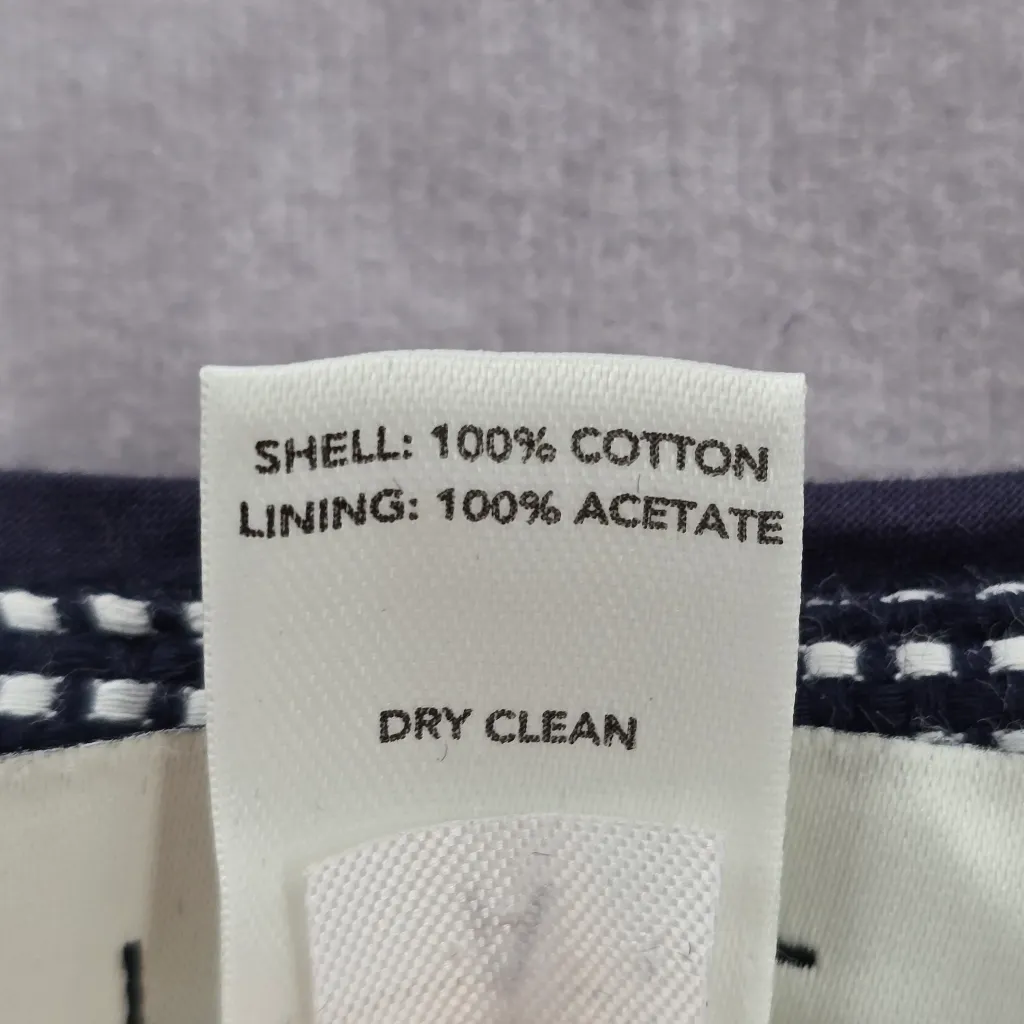 SHELL: 100% COTTON
LINING: 100% ACETATE
DRY CLEAN